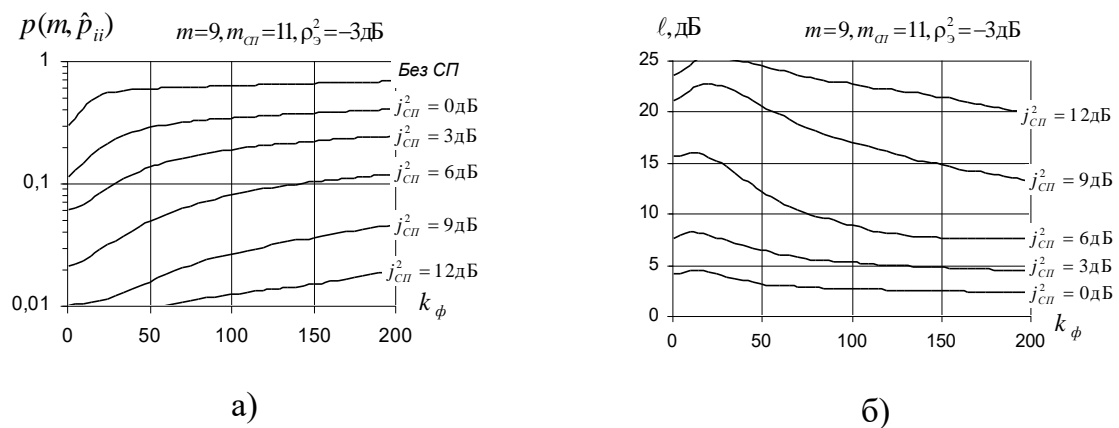 p(m, p̂ᵢᵢ)
m=9, m_СП=11, ρ²_Э=−3дБ
1
0,1
0,01
0 50 100 150 200
k_ф
Без СП
j²_СП = 0дБ
j²_СП = 3дБ
j²_СП = 6дБ
j²_СП = 9дБ
j²_СП = 12дБ
а)
ℓ,дБ
m=9, m_СП=11, ρ²_Э=−3дБ
25
20
15
10
5
0
0 50 100 150 200
k_ф
j²_СП = 12дБ
j²_СП = 9дБ
j²_СП = 6дБ
j²_СП = 3дБ
j²_СП = 0дБ
б)